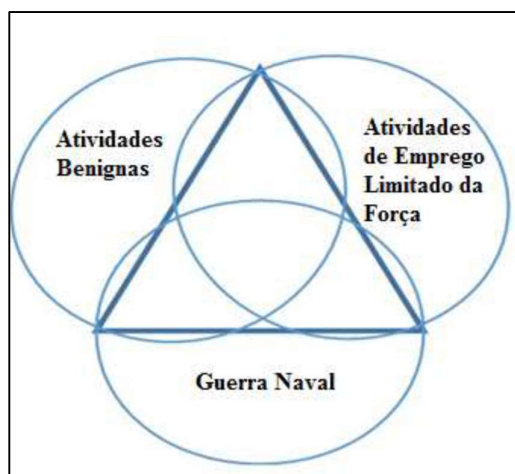 Atividades
Benignas
Atividades
de Emprego
Limitado da
Força
Guerra Naval